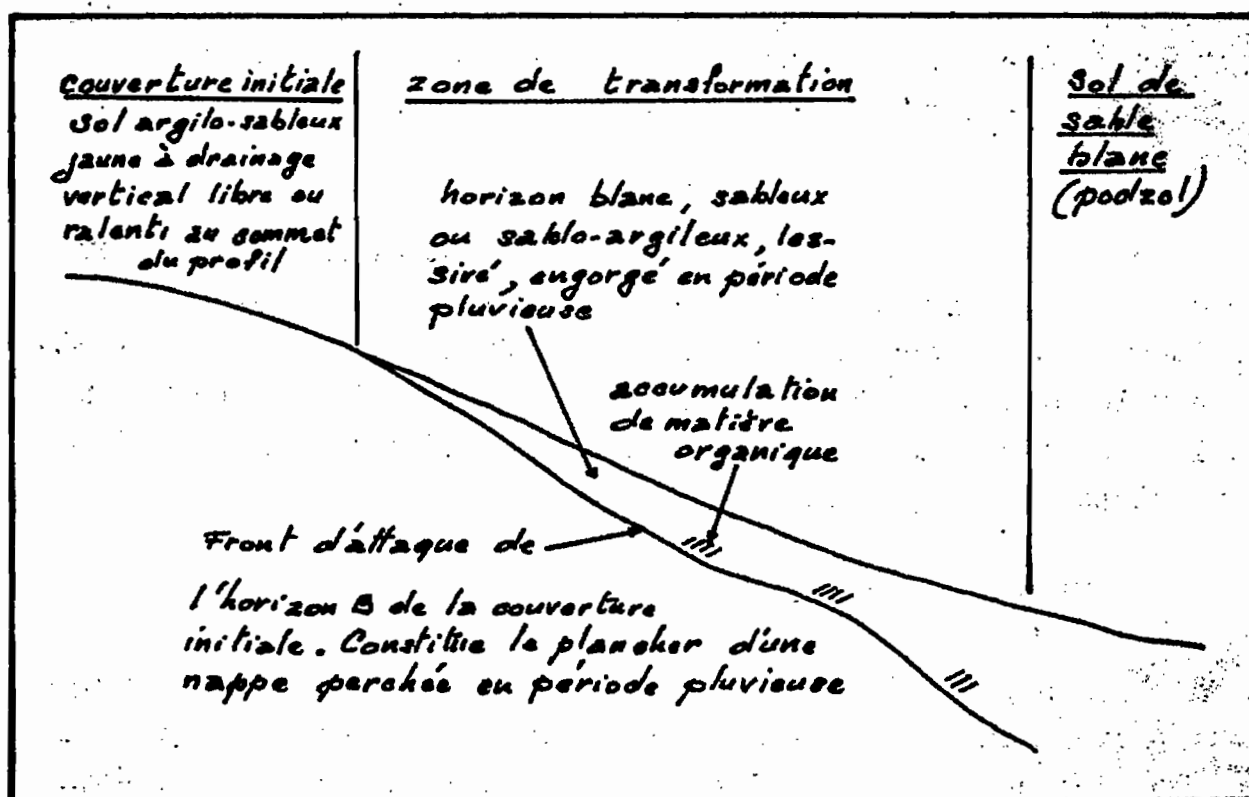 Couverture initiale
Sol argilo-sableux
jaune à drainage
vertical libre ou
ralenti au sommet
du profil
zone de transformation
horizon blanc, sableux
ou sablo-argileux, les-
siré, engorgé en période
pluvieuse
accumulation
de matière
organique
Front d'attaque de
l'horizon B de la couverture
initiale. Constitue le plancher d'une
nappe perchée en période pluvieuse
Sol de
sable
blanc
(podzol)